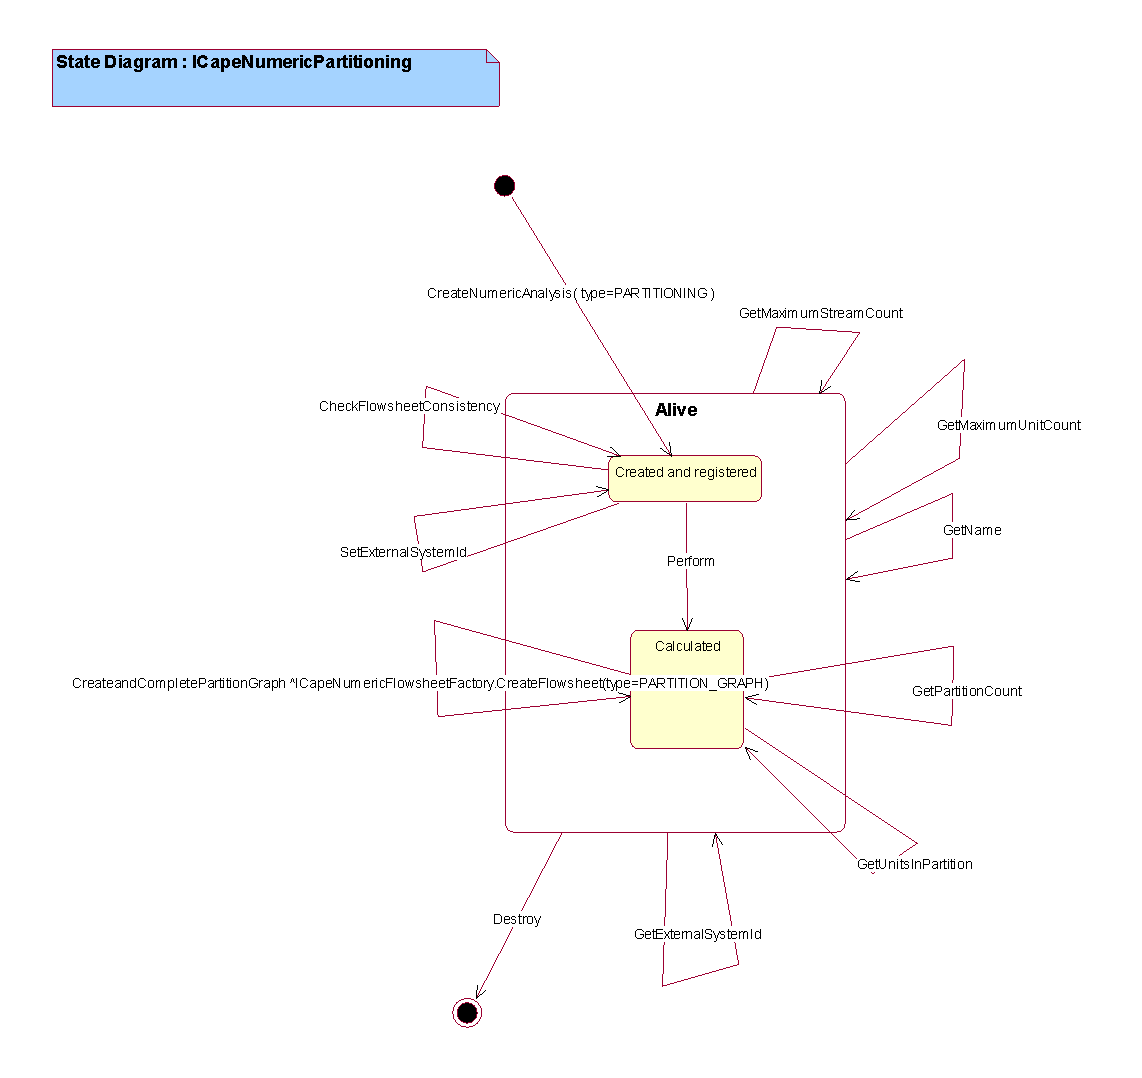 State Diagram : ICapeNumericPartitioning
CreateNumericAnalysis( type=PARTITIONING )
GetMaximumStreamCount
CheckFlowsheetConsistency
Alive
GetMaximumUnitCount
Created and registered
GetName
SetExternalSystemId
Perform
Calculated
CreateandCompletePartitionGraph ^ICapeNumericFlowsheetFactory.CreateFlowsheet(type=PARTITION_GRAPH)
GetPartitionCount
GetUnitsInPartition
Destroy
GetExternalSystemId